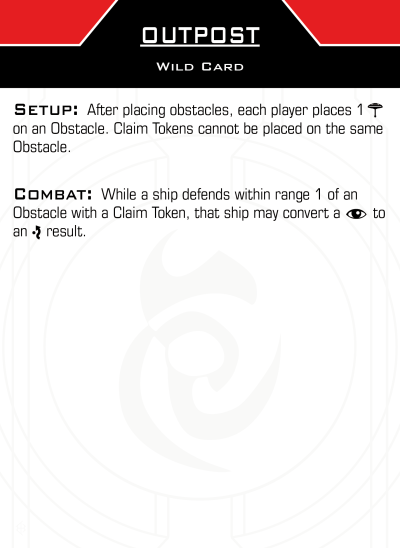 OUTPOST
WILD CARD
SETUP: After placing obstacles, each player places 1
on an Obstacle. Claim Tokens cannot be placed on the same
Obstacle.
COMBAT: While a ship defends within range 1 of an
Obstacle with a Claim Token, that ship may convert a to
an result.